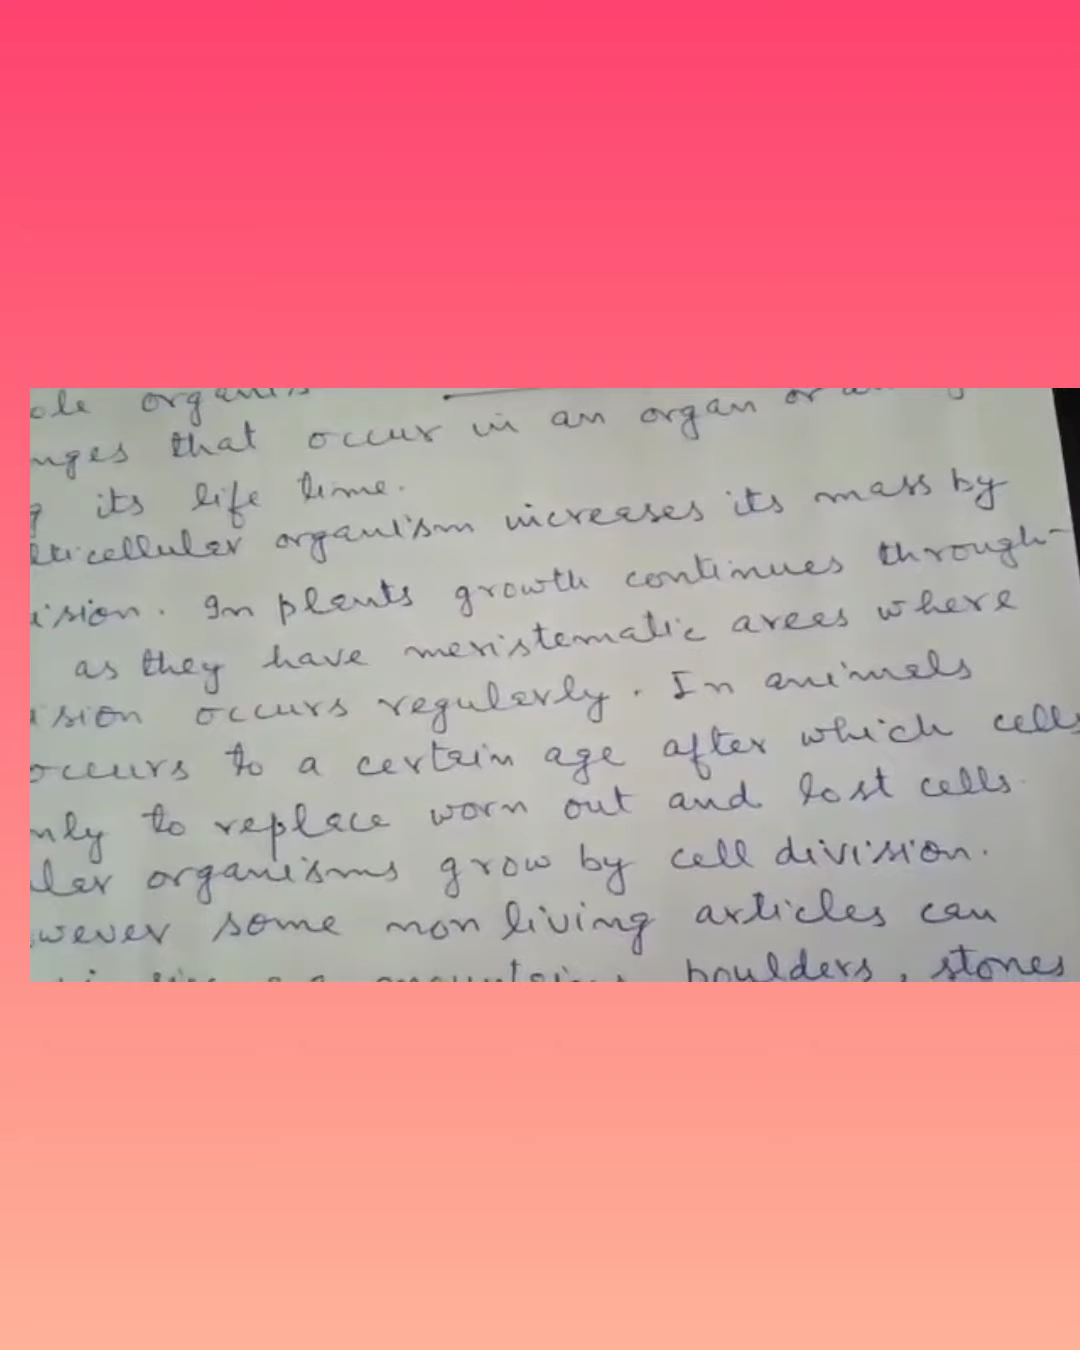 ole
nges that occur in an organ or
its life time.
lticellular organism increases its mass by
ision. In plants growth continues through-
as they have meristematic areas where
ision occurs regularly. In animals
occurs to a certain age after which cells
nly to replace worn out and lost cells.
lar organisms grow by cell division.
wever some non living articles can
boulders, stones